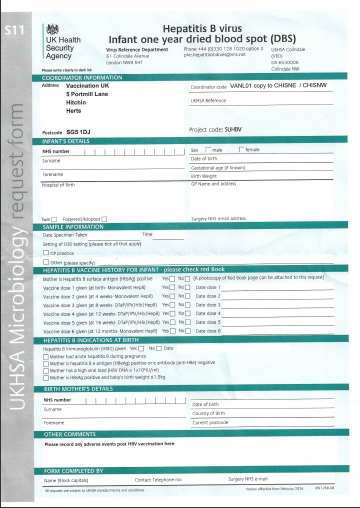 S11
UKHSA Microbiology request form
UK Health
Security
Agency
Please write clearly in dark ink
Hepatitis B virus
Infant one year dried blood spot (DBS)
Virus Reference Department
61 Colindale Avenue
London NW9 5HT
Phone +44 (0)330 128 1020 option 2
UKHSA Colindale
(VRD)
Colindale NW
COORDINATOR INFORMATION
Address
Vaccination UK
5 Portmill Lane
Hitchin
Herts
Postcode SG5 1DJ
Coordinator code VANL01 copy to CHISNE / CHISNW
UKHSA Reference
Project code: SUHBV
INFANT'S DETAILS
NHS number
Surname
Forename
Hospital of Birth
Twin Fostered/Adopted
Sex male female
Date of birth
Gestational age (if known)
Birth Weight
GP Name and address
Surgery NHS email address
SAMPLE INFORMATION
Date Specimen Taken Time
Setting of DBS testing (please tick all that apply)
GP practice
Other (please specify)
HEPATITIS B VACCINE HISTORY FOR INFANT - please check red Book
Mother is Hepatitis B surface antigen (HBsAg) positive Yes No (A photocopy of Red Book page can be attached to this request)
Vaccine dose 1 given (at birth- Monovalent HepB) Yes No Date dose 1
Vaccine dose 2 given (at 4 weeks- Monovalent HepB) Yes No Date dose 2
Vaccine dose 3 given (at 8 weeks- DTaP/IPV/Hib/HepB) Yes No Date dose 3
Vaccine dose 4 given (at 12 weeks- DTaP/IPV/Hib/HepB) Yes No Date dose 4
Vaccine dose 5 given (at 16 weeks- DTaP/IPV/Hib/HepB) Yes No Date dose 5
Vaccine dose 6 given (at 12 months- Monovalent HepB) Yes No Date dose 6
HEPATITIS B INDICATIONS AT BIRTH
Hepatitis B Immunoglobulin (HBIG) given Yes No Date
Mother had acute hepatitis B during pregnancy
Mother is hepatitis B e antigen (HBeAg) positive or e antibody (anti-HBe) negative
Mother has a high viral load (HBV DNA ≥ 1x10⁶IU/ml)
Mother is HBsAg positive and baby's birth weight ≤ 1.5kg
BIRTH MOTHER'S DETAILS
NHS number
Surname
Forename
Date of birth
Country of Birth
Current postcode
OTHER COMMENTS
Please record any adverse events post HBV vaccination here
FORM COMPLETED BY
Name (block capitals) Contact Telephone no: Surgery NHS e-mail:
All requests are subject to UKHSA standard terms and conditions.
Version effective from February 2024